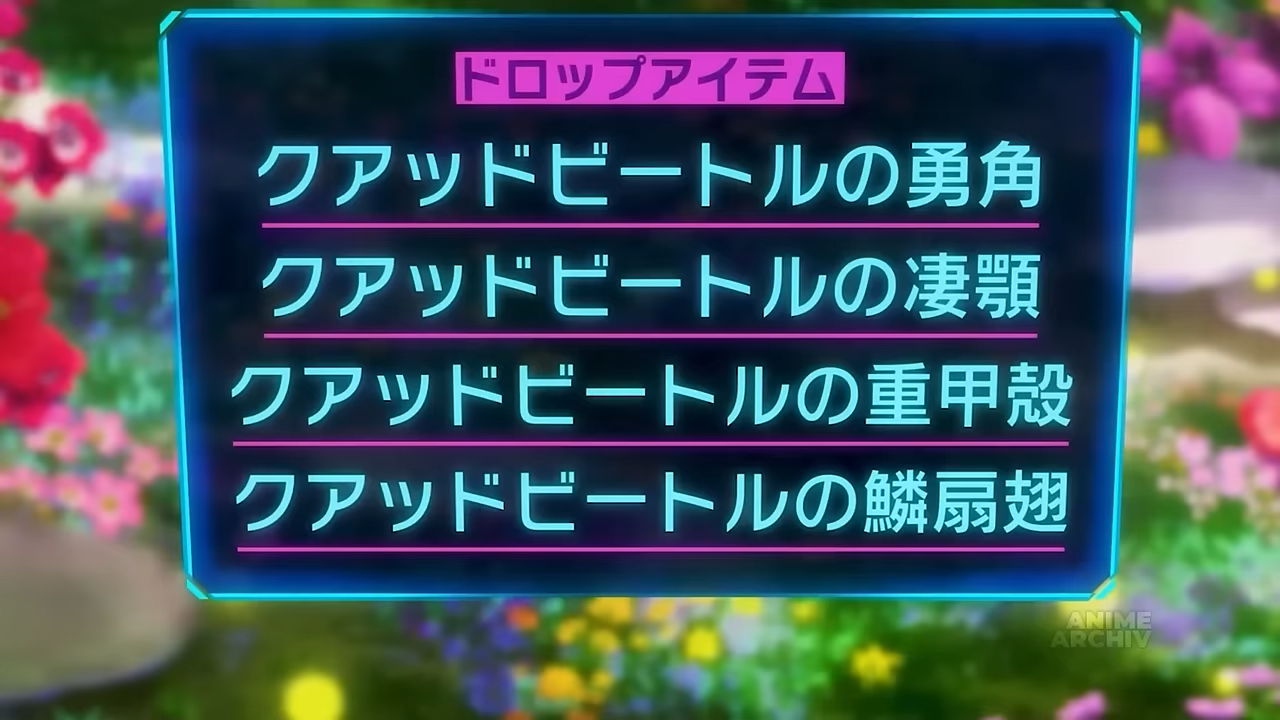 ドロップアイテム
クアッドビートルの勇角
クアッドビートルの凄顎
クアッドビートルの重甲殻
クアッドビートルの鱗扇翅
ANIME
ARCHIV